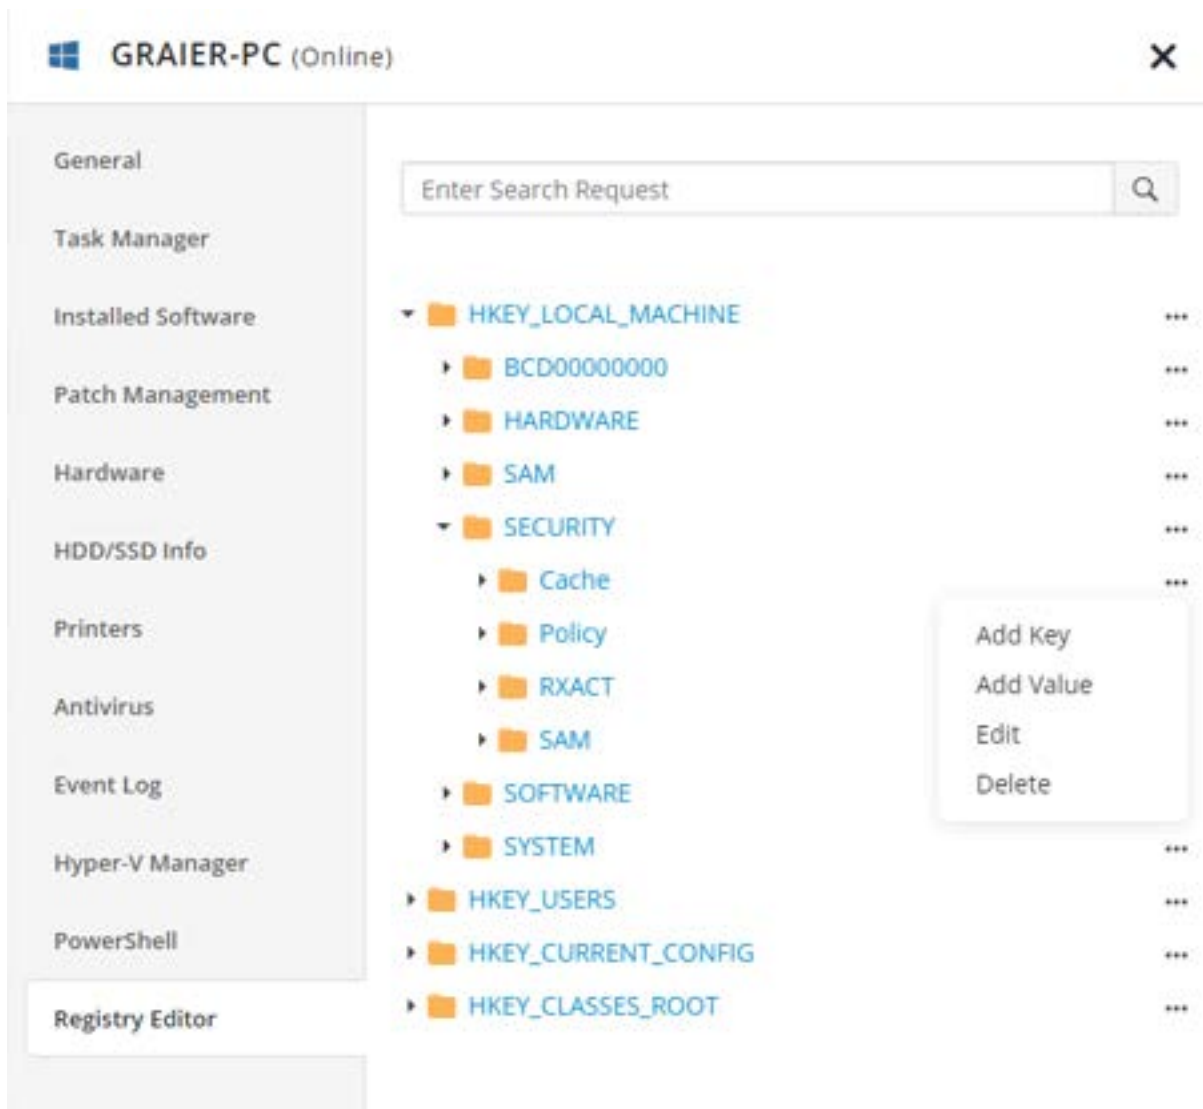 GRAIER-PC (Online)
General
Task Manager
Installed Software
Patch Management
Hardware
HDD/SSD Info
Printers
Antivirus
Event Log
Hyper-V Manager
PowerShell
Registry Editor
Enter Search Request
HKEY_LOCAL_MACHINE
BCD00000000
HARDWARE
SAM
SECURITY
Cache
Policy
RXACT
SAM
SOFTWARE
SYSTEM
HKEY_USERS
HKEY_CURRENT_CONFIG
HKEY_CLASSES_ROOT
Add Key
Add Value
Edit
Delete